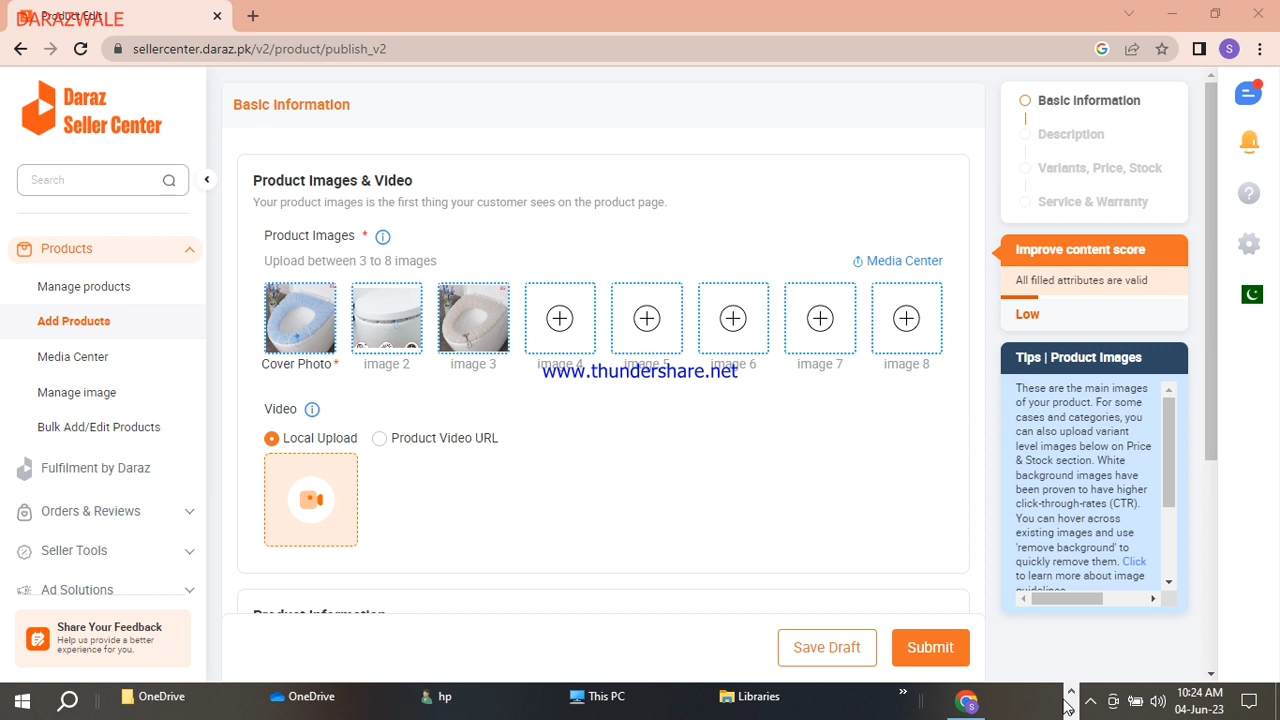 Product Edit
DARAZWALE
sellercenter.daraz.pk/v2/product/publish_v2
S
Daraz
Seller Center
Search
Products
Manage products
Add Products
Media Center
Manage image
Bulk Add/Edit Products
Fulfilment by Daraz
Orders & Reviews
Seller Tools
Ad Solutions
Share Your Feedback
Help us provide a better
experience for you.
Basic Information
Product Images & Video
Your product images is the first thing your customer sees on the product page.
Product Images *
Upload between 3 to 8 images
Media Center
Cover Photo*
image 2
image 3
image 4
image 5
image 6
image 7
image 8
www.thundershare.net
Video
Local Upload
Product Video URL
Product Information
Save Draft
Submit
Basic Information
Description
Variants, Price, Stock
Service & Warranty
Improve content score
All filled attributes are valid
Low
Tips | Product Images
These are the main images
of your product. For some
cases and categories, you
can also upload variant
level images below on Price
& Stock section. White
background images have
been proven to have higher
click-through-rates (CTR).
You can hover across
existing images and use
'remove background' to
quickly remove them. Click
to learn more about image
guidelines
OneDrive
OneDrive
hp
This PC
Libraries
»
10:24 AM
04-Jun-23